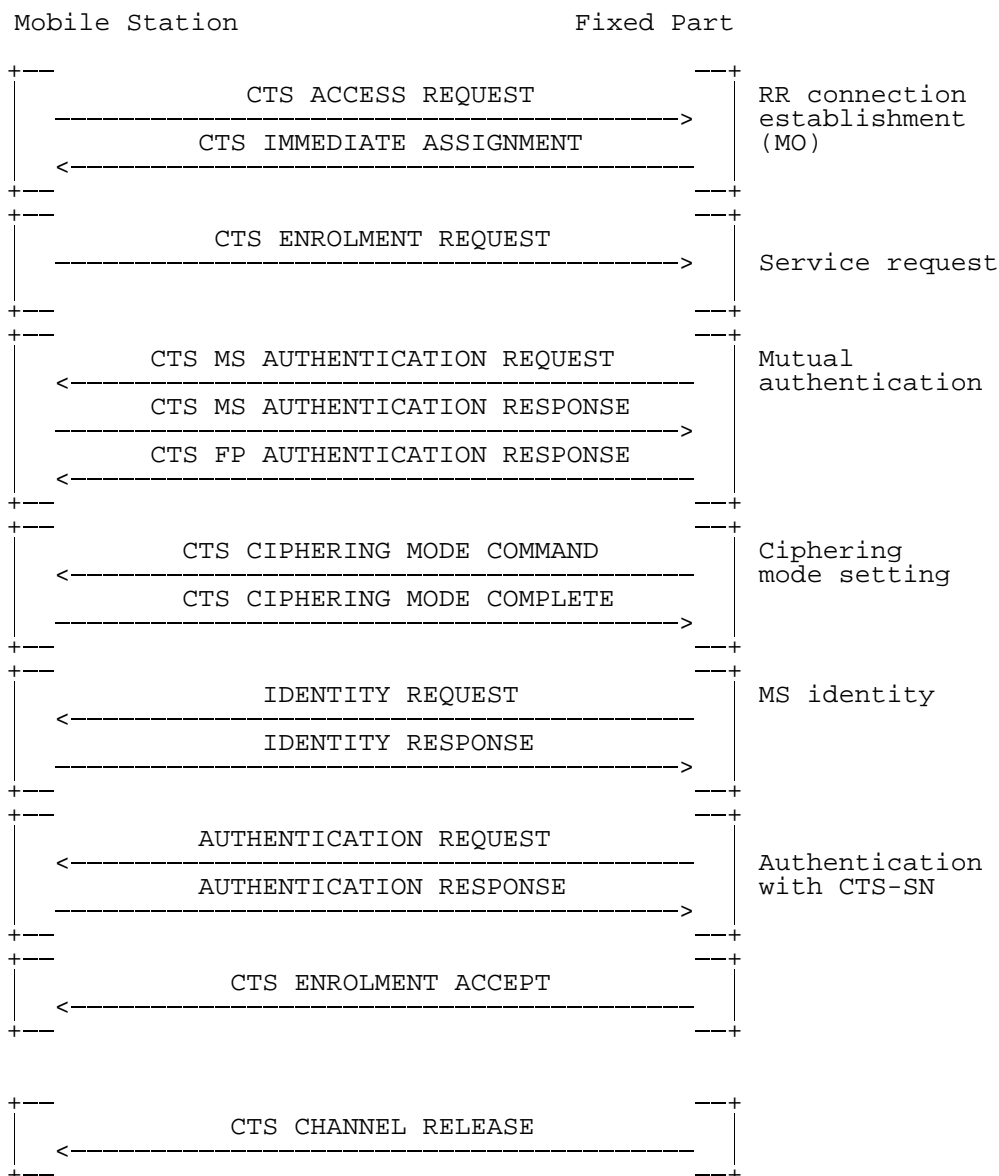 Mobile Station Fixed Part
CTS ACCESS REQUEST RR connection
establishment
CTS IMMEDIATE ASSIGNMENT (MO)
CTS ENROLMENT REQUEST
Service request
CTS MS AUTHENTICATION REQUEST Mutual
authentication
CTS MS AUTHENTICATION RESPONSE
CTS FP AUTHENTICATION RESPONSE
CTS CIPHERING MODE COMMAND Ciphering
mode setting
CTS CIPHERING MODE COMPLETE
IDENTITY REQUEST MS identity
IDENTITY RESPONSE
AUTHENTICATION REQUEST
Authentication
AUTHENTICATION RESPONSE with CTS-SN
CTS ENROLMENT ACCEPT
CTS CHANNEL RELEASE